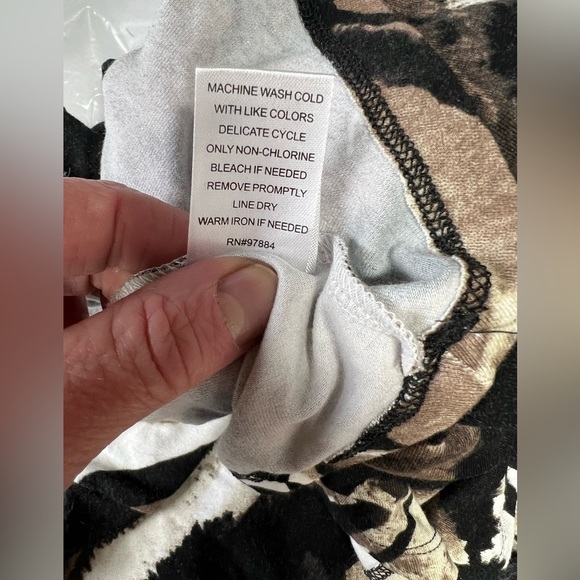 MACHINE WASH COLD
WITH LIKE COLORS
DELICATE CYCLE
ONLY NON-CHLORINE
BLEACH IF NEEDED
REMOVE PROMPTLY
LINE DRY
WARM IRON IF NEEDED
RN#97884